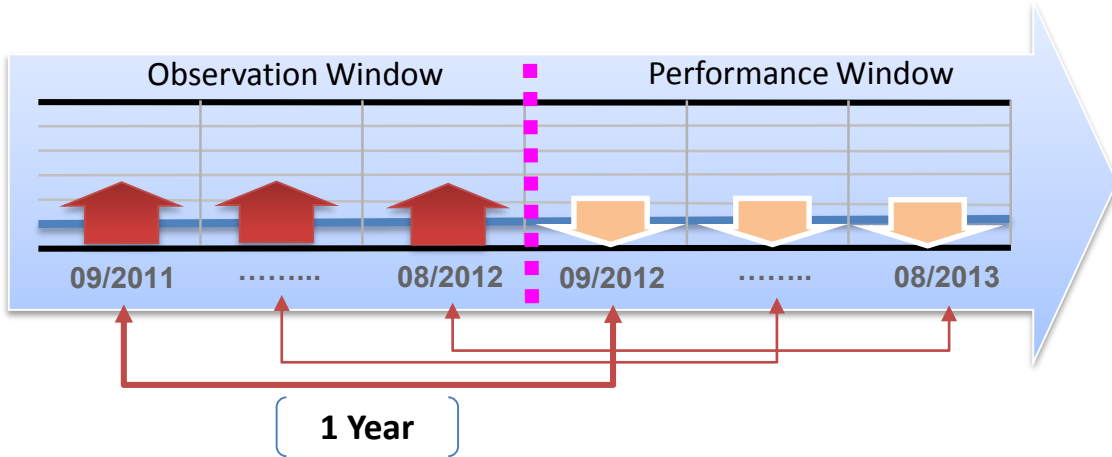 Observation Window
Performance Window
09/2011 ……... 08/2012 09/2012 …….. 08/2013
1 Year